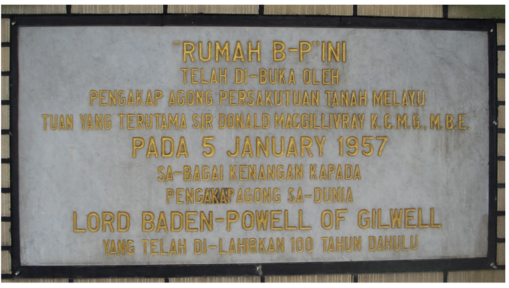 "RUMAH B-P" INI
TELAH DI-BUKA OLEH
PENGAKAP AGONG PERSAKUTUAN TANAH MELAYU
TUAN YANG TERUTAMA SIR DONALD MACGILLIVRAY K.C.M.G., M.B.E.
PADA 5 JANUARY 1957
SA-BAGAI KENANGAN KAPADA
PENGAKAP AGONG SA-DUNIA
LORD BADEN-POWELL OF GILWELL
YANG TELAH DI-LAHRKAN 100 TAHUN DAHULU